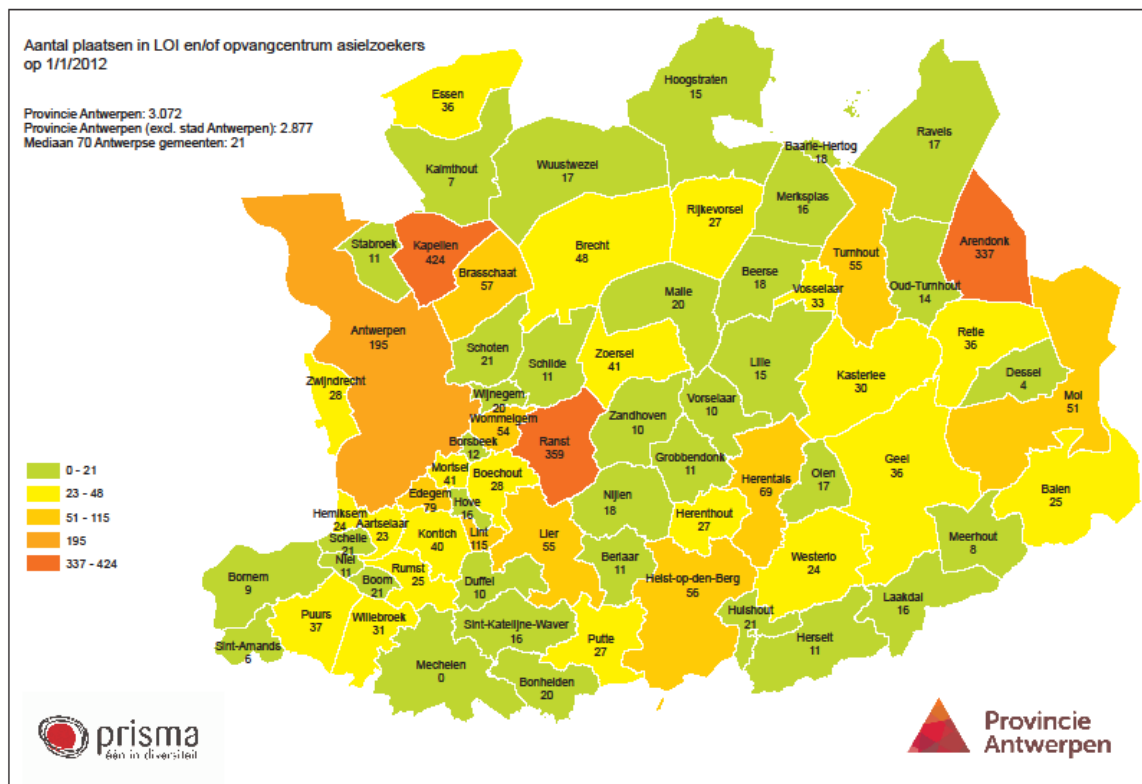 Aantal plaatsen in LOI en/of opvangcentrum asielzoekers
op 1/1/2012
Provincie Antwerpen: 3.072
Provincie Antwerpen (excl. stad Antwerpen): 2.877
Mediaan 70 Antwerpse gemeenten: 21
Essen
36
Hoogstraten
15
Kalmthout
7
Wuustwezel
17
Baarle-Hertog
18
Ravels
17
Merksplas
16
Rijkevorsel
27
Stabroek
11
Kapellen
424
Brasschaat
57
Brecht
48
Beerse
18
Vosselaar
33
Turnhout
55
Oud-Turnhout
14
Arendonk
337
Malle
20
Antwerpen
195
Schoten
21
Schilde
11
Zoersel
41
Lille
15
Kasterlee
30
Retie
36
Dessel
4
Mol
51
Zwijndrecht
28
Wijnegem
20
Wommelgem
54
Borsbeek
12
Ranst
359
Zandhoven
10
Vorselaar
10
Grobbendonk
11
Herentals
69
Olen
17
Geel
36
Balen
25
Mortsel
41
Boechout
28
Edegem
79
Hove
16
Nijlen
18
Herenthout
27
Hemiksem
24
Aartselaar
23
Kontich
40
Lint
115
Lier
55
Schelle
21
Niel
11
Boom
21
Rumst
25
Duffel
10
Berlaar
11
Heist-op-den-Berg
56
Westerlo
24
Meerhout
8
Laakdal
16
Hulshout
21
Herselt
11
Bornem
9
Sint-Amands
6
Puurs
37
Willebroek
31
Mechelen
0
Sint-Katelijne-Waver
16
Bonheiden
20
Putte
27
0 - 21
23 - 48
51 - 115
195
337 - 424
prisma
één in diversiteit
Provincie
Antwerpen